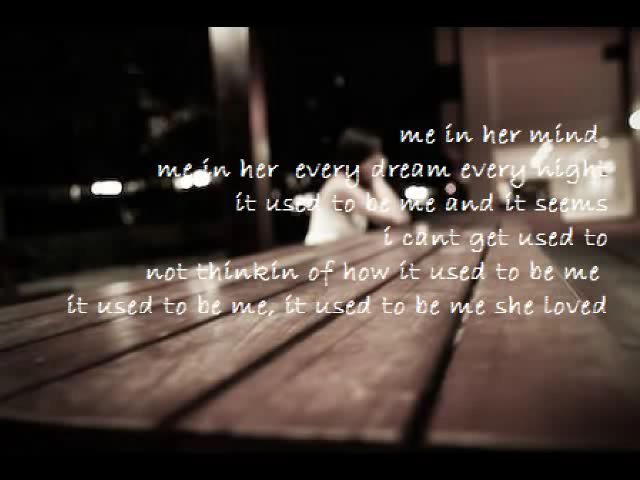 me in her mind
me in her every dream every night
it used to be me and it seems
i cant get used to
not thinkin of how it used to be me
it used to be me, it used to be me she loved